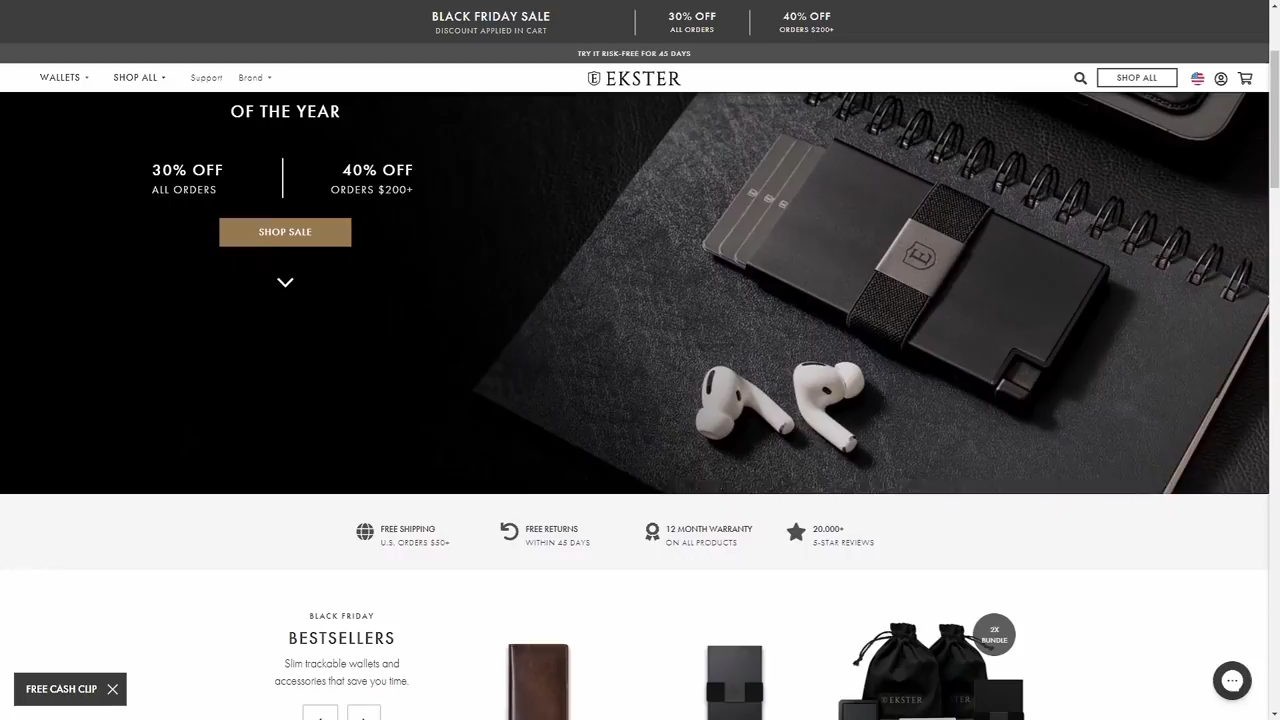 BLACK FRIDAY SALE
DISCOUNT APPLIED IN CART
30% OFF
ALL ORDERS
40% OFF
ORDERS $200+
TRY IT RISK-FREE FOR 45 DAYS
WALLETS
SHOP ALL
Support
Brand
EKSTER
SHOP ALL
OF THE YEAR
30% OFF
ALL ORDERS
40% OFF
ORDERS $200+
SHOP SALE
E
FREE SHIPPING
U.S. ORDERS $50+
FREE RETURNS
WITHIN 45 DAYS
12 MONTH WARRANTY
ON ALL PRODUCTS
20.000+
5-STAR REVIEWS
BLACK FRIDAY
BESTSELLERS
Slim trackable wallets and
accessories that save you time.
2X
BUNDLE
EKSTER
FREE CASH CLIP